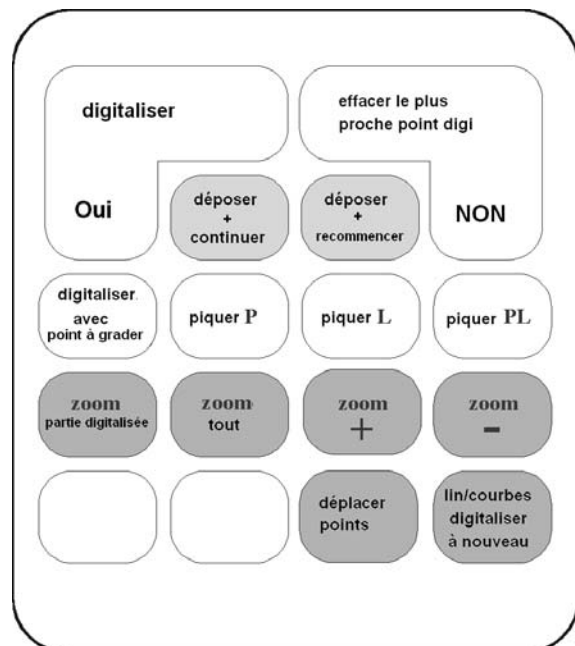 digitaliser
Oui
effacer le plus
proche point digi
NON
déposer
+
continuer
déposer
+
recommencer
digitaliser.
avec
point à grader
piquer P
piquer L
piquer PL
zoom
partie digitalisée
zoom
tout
zoom
+
zoom
-
déplacer
points
lin/courbes
digitaliser
à nouveau